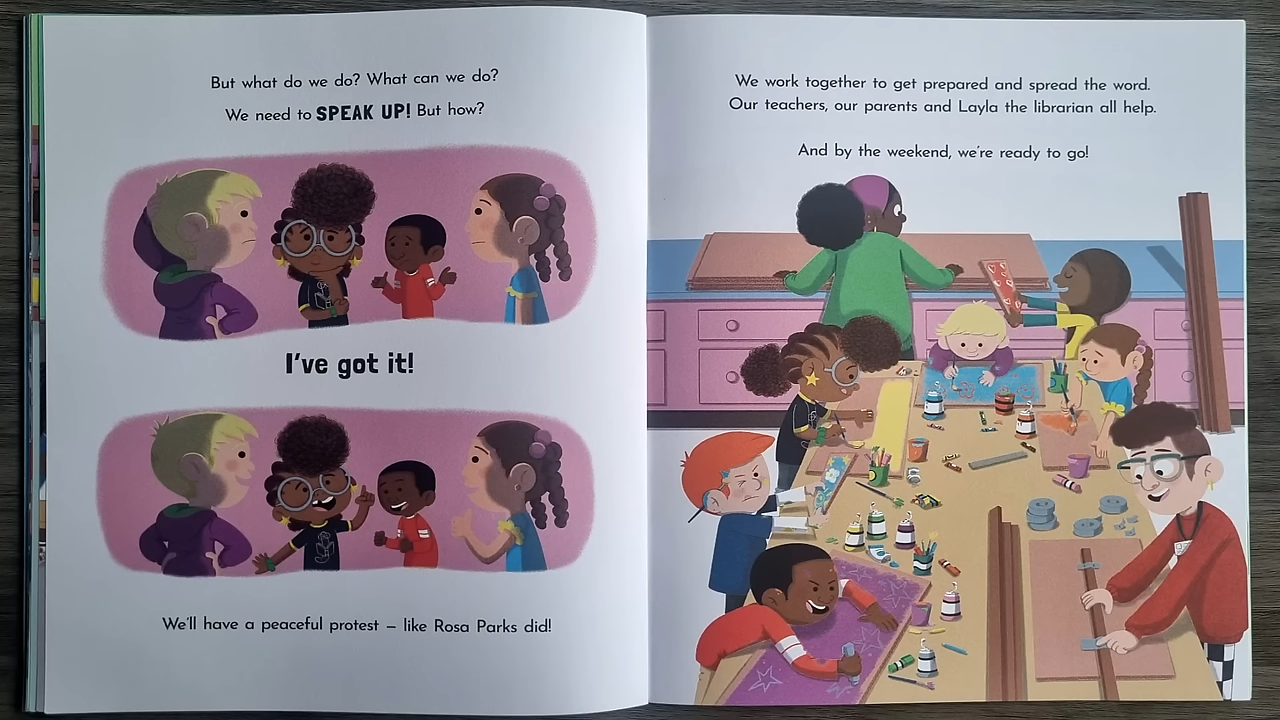 But what do we do? What can we do?
We need to SPEAK UP! But how?
I've got it!
We'll have a peaceful protest – like Rosa Parks did!
We work together to get prepared and spread the word.
Our teachers, our parents and Layla the librarian all help.
And by the weekend, we're ready to go!